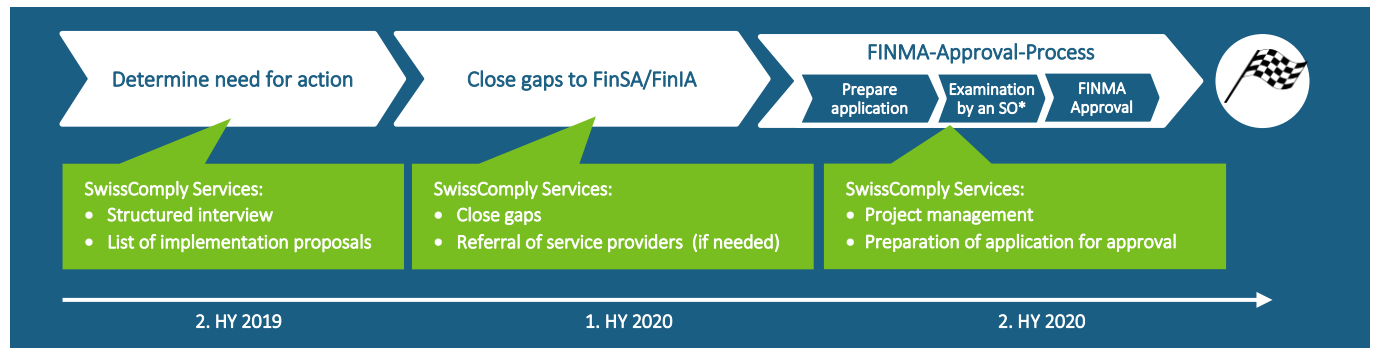 Determine need for action
Close gaps to FinSA/FinIA
FINMA-Approval-Process
Prepare
application
Examination
by an SO*
FINMA
Approval
SwissComply Services:
• Structured interview
• List of implementation proposals
SwissComply Services:
• Close gaps
• Referral of service providers (if needed)
SwissComply Services:
• Project management
• Preparation of application for approval
2. HY 2019
1. HY 2020
2. HY 2020